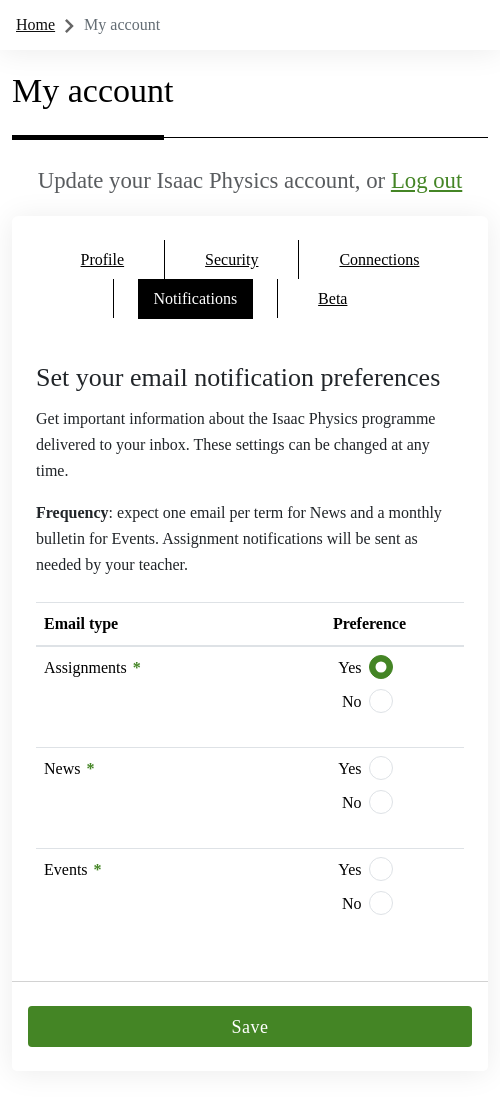 Home My account
My account
Update your Isaac Physics account, or Log out
Profile Security Connections
Notifications Beta
Set your email notification preferences
Get important information about the Isaac Physics programme
delivered to your inbox. These settings can be changed at any
time.
Frequency: expect one email per term for News and a monthly
bulletin for Events. Assignment notifications will be sent as
needed by your teacher.
Email type Preference
Assignments * Yes
No
News * Yes
No
Events * Yes
No
Save